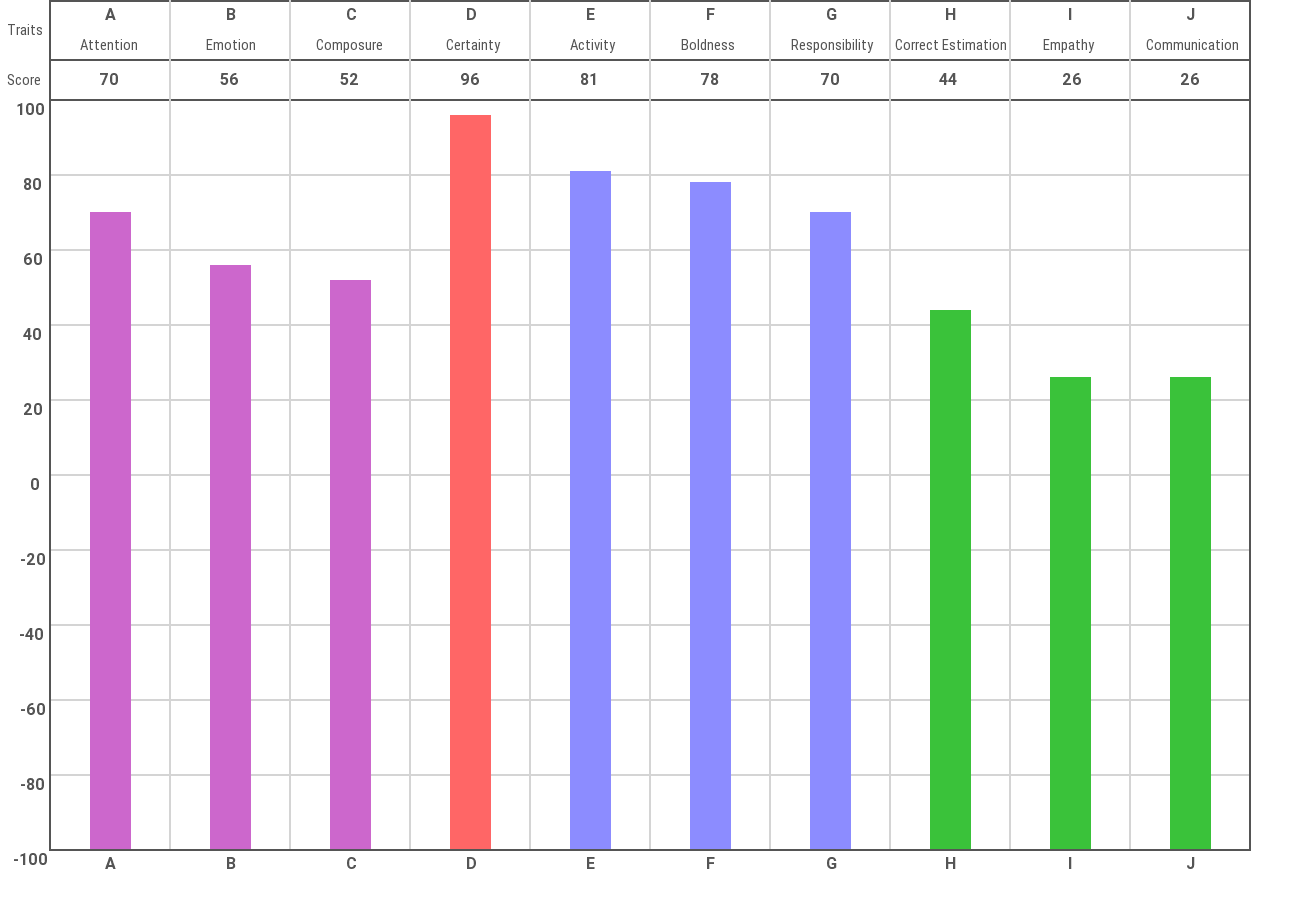 Traits
A B C D E F G H I J
Attention Emotion Composure Certainty Activity Boldness Responsibility Correct Estimation Empathy Communication
Score 70 56 52 96 81 78 70 44 26 26
100
80
60
40
20
0
-20
-40
-60
-80
-100
A B C D E F G H I J